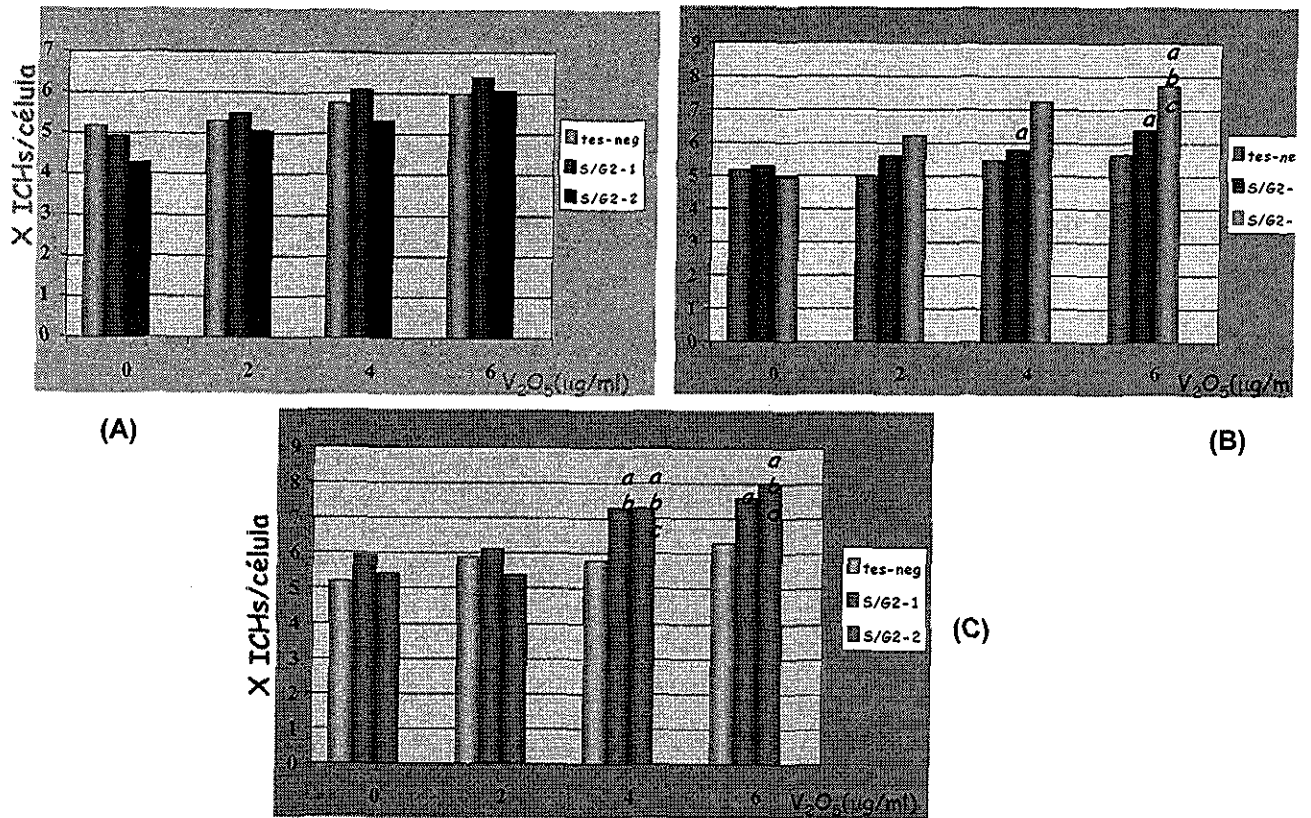 X ICHs/célula
7
6
5
4
3
2
1
0
0 2 4 6
V₂O₅(ug/ml)
tes-neg
S/G2-1
S/G2-2
(A)
9
8
7
6
5
4
3
2
1
0
a
a
a b c
0 2 4 6
V₂O₅(ug/m
tes-ne
S/G2-
S/G2-
(B)
X ICHs/célula
9
8
7
6
5
4
3
2
1
0
a b
a b c
a
a b
0 2 4 6
V₂O₅(ug/ml)
tes-neg
S/G2-1
S/G2-2
(C)